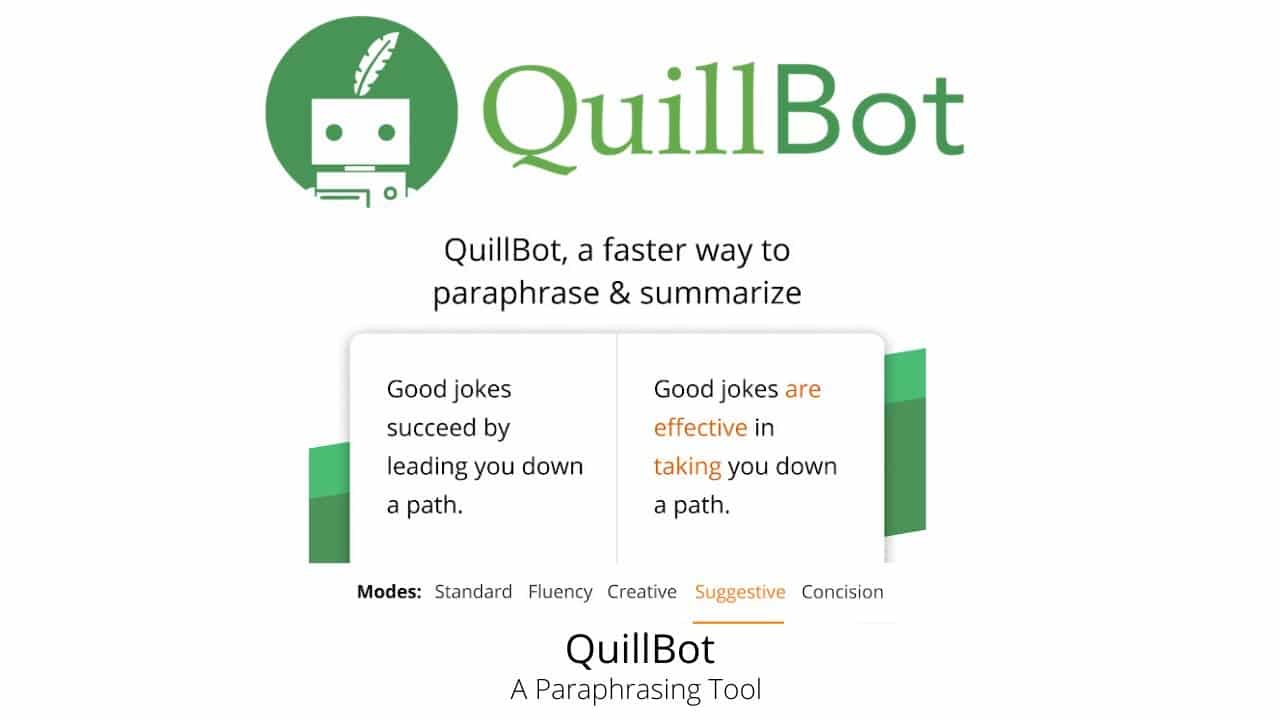 QuillBot
QuillBot, a faster way to
paraphrase & summarize
Good jokes
succeed by
leading you down
a path.
Good jokes are
effective in
taking you down
a path.
Modes: Standard Fluency Creative Suggestive Concision
QuillBot
A Paraphrasing Tool